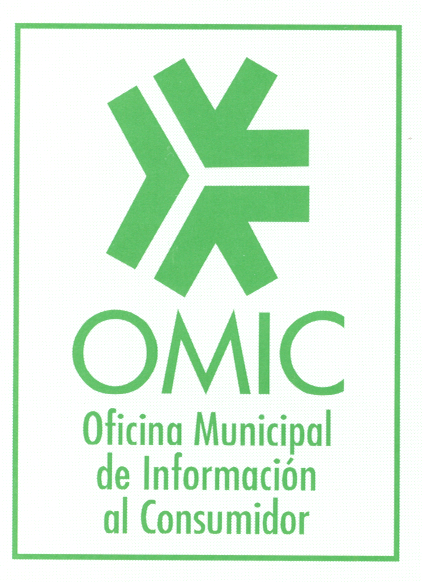 OMIC
Oficina Municipal
de Información
al Consumidor